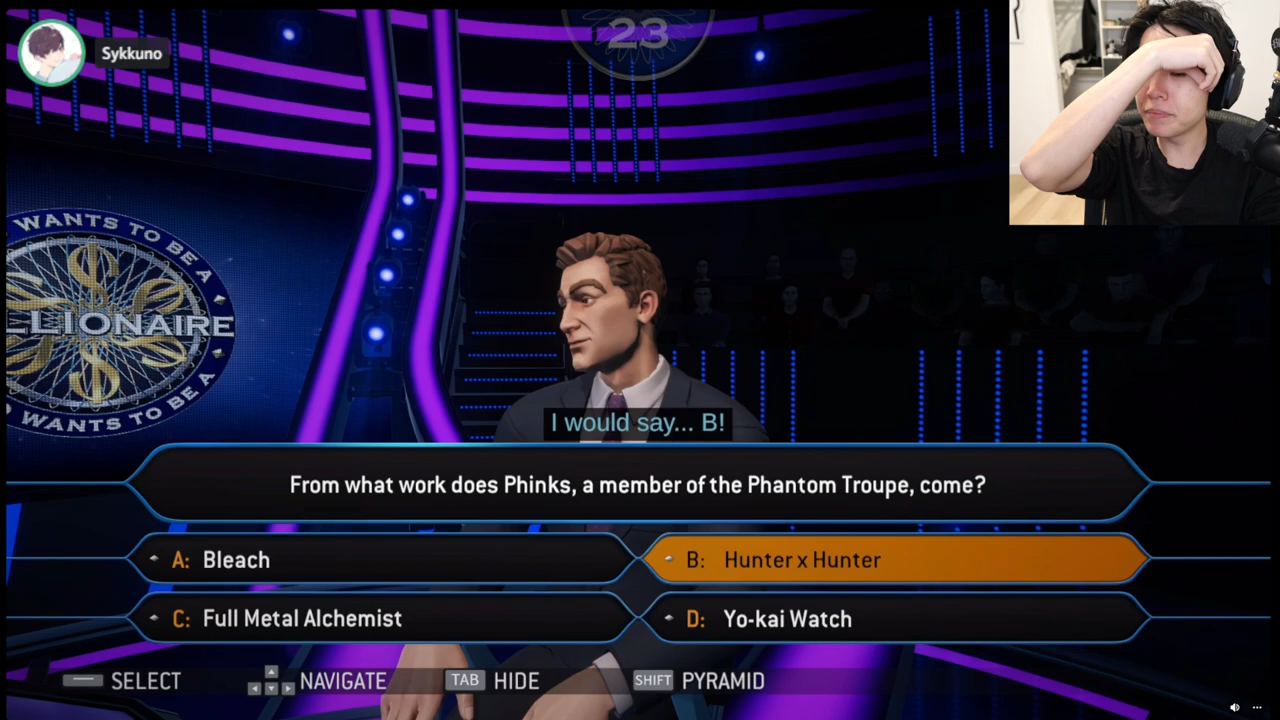 Sykkuno
23
WANTS TO BE A
LLIONAIRE
WANTS TO BE A
I would say... B!
From what work does Phinks, a member of the Phantom Troupe, come?
A: Bleach
B: Hunter x Hunter
C: Full Metal Alchemist
D: Yo-kai Watch
SELECT
NAVIGATE
TAB HIDE
SHIFT PYRAMID